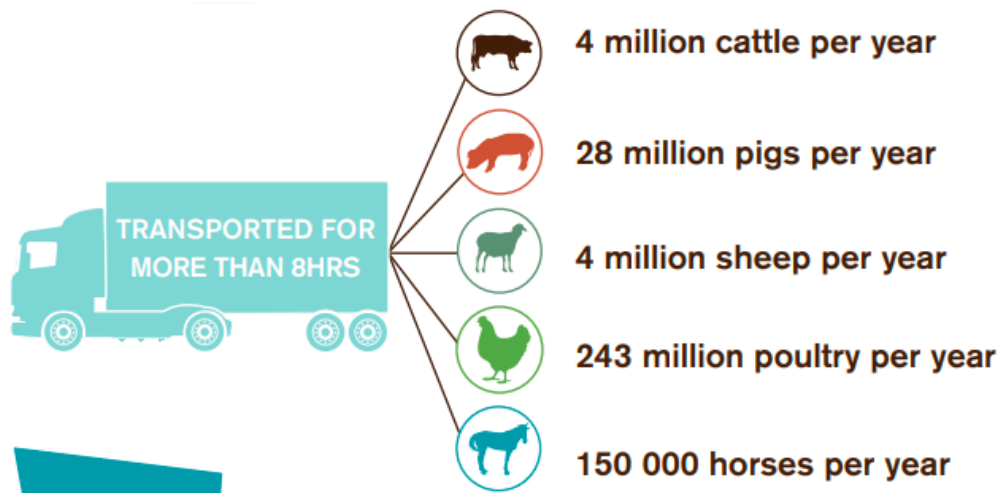 4 million cattle per year
28 million pigs per year
TRANSPORTED FOR
MORE THAN 8HRS
4 million sheep per year
243 million poultry per year
150 000 horses per year